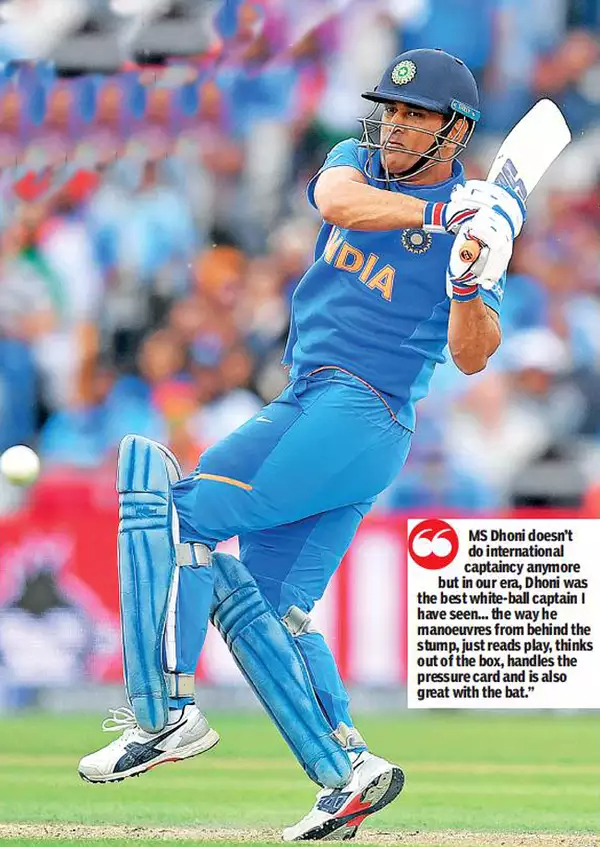 INDIA
MS Dhoni doesn't
do international
captaincy anymore
but in our era, Dhoni was
the best white-ball captain I
have seen... the way he
manoeuvres from behind the
stump, just reads play, thinks
out of the box, handles the
pressure card and is also
great with the bat.”